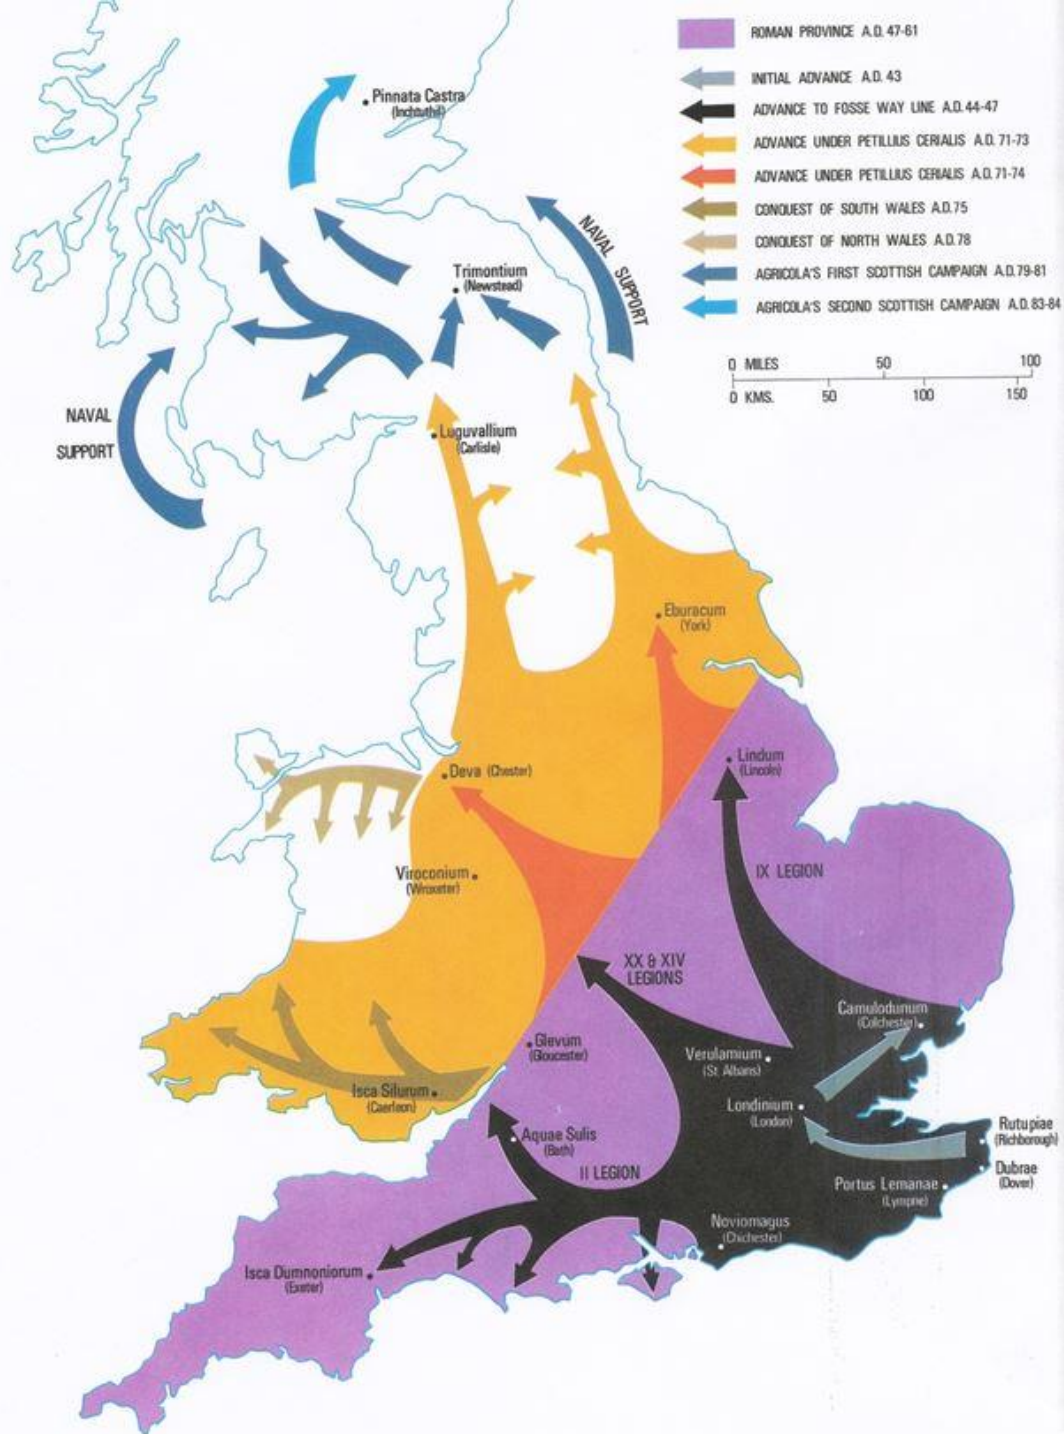 ROMAN PROVINCE A.D. 47-61
INITIAL ADVANCE A.D. 43
ADVANCE TO FOSSE WAY LINE A.D. 44-47
ADVANCE UNDER PETILLIUS CERIALIS A.D. 71-73
ADVANCE UNDER PETILLIUS CERIALIS A.D. 71-74
CONQUEST OF SOUTH WALES A.D. 75
CONQUEST OF NORTH WALES A.D. 78
AGRICOLA'S FIRST SCOTTISH CAMPAIGN A.D. 79-81
AGRICOLA'S SECOND SCOTTISH CAMPAIGN A.D. 83-84
0 MILES 50 100
0 KMS. 50 100 150
Pinnata Castra
(Inchtuthil)
NAVAL SUPPORT
Trimontium
(Newstead)
NAVAL
SUPPORT
Luguvallium
(Carlisle)
Eburacum
(York)
Lindum
(Lincoln)
Deva (Chester)
Viroconium
(Wroxeter)
IX LEGION
XX & XIV
LEGIONS
Camulodunum
(Colchester)
Glevum
(Gloucester)
Verulamium
(St. Albans)
Isca Silurum
(Caerleon)
Londinium
(London)
Rutupiae
(Richborough)
Aquae Sulis
(Bath)
II LEGION
Dubrae
(Dover)
Portus Lemanae
(Lympne)
Noviomagus
(Chichester)
Isca Dumnoniorum
(Exeter)